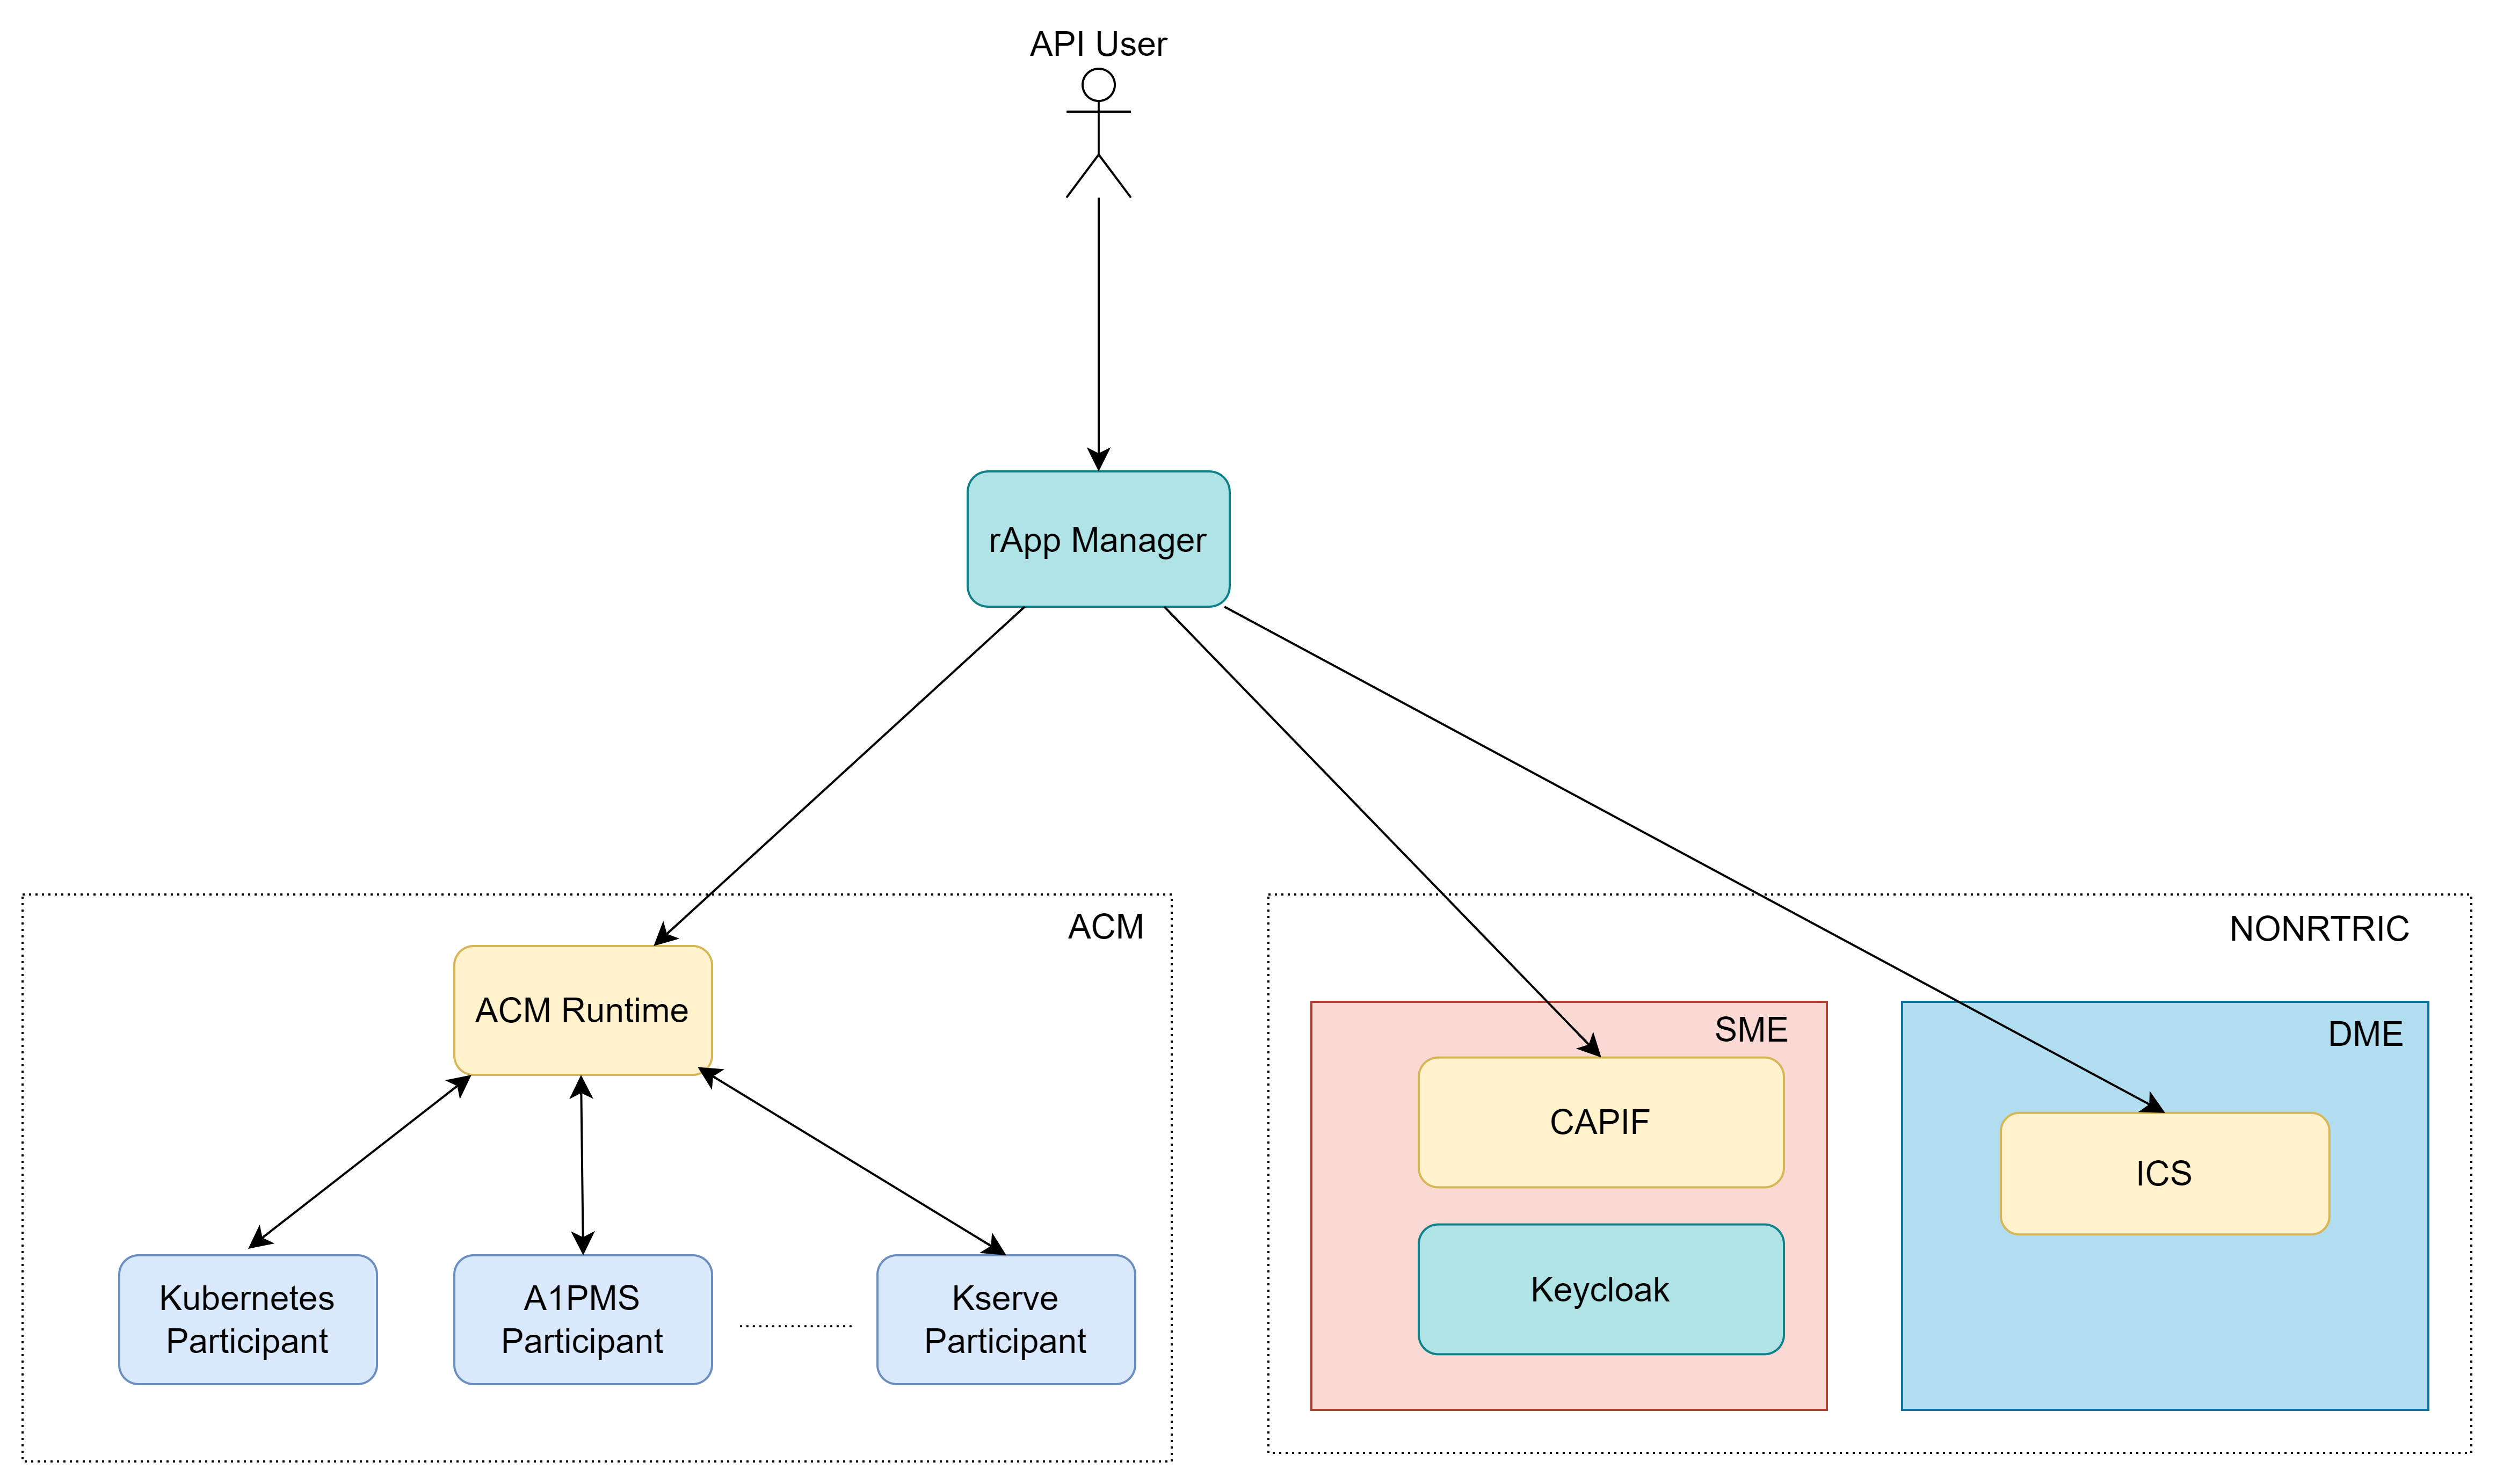 API User
rApp Manager
ACM
ACM Runtime
Kubernetes
Participant
A1PMS
Participant
Kserve
Participant
NONRTRIC
SME
CAPIF
Keycloak
DME
ICS